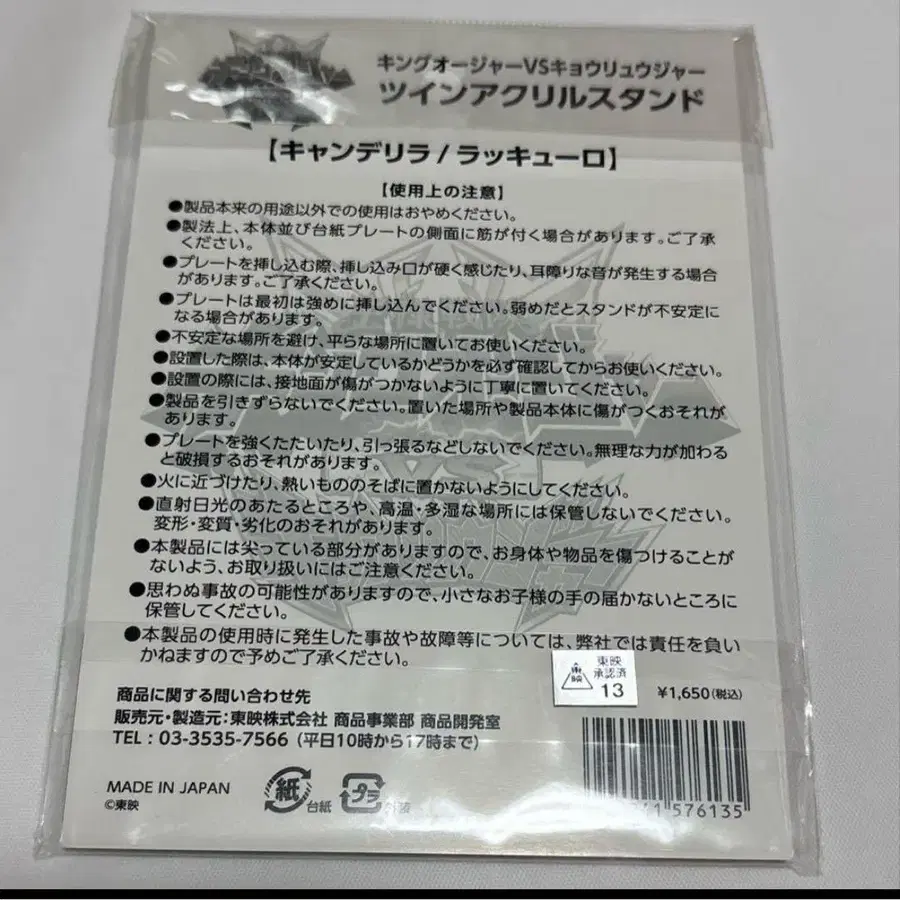 キングオージャーVSキョウリュウジャー
ツインアクリルスタンド
【キャンデリラ/ラッキューロ】
【使用上の注意】
●製品本来の用途以外での使用はおやめください。
●製法上、本体並び台紙プレートの側面に筋が付く場合があります。ご了承
ください。
●プレートを挿し込む際、挿し込み口が硬く感じたり、耳障りな音が発生する場合
があります。ご了承ください。
●プレートは最初は強めに挿し込んでください。弱めだとスタンドが不安定に
なる場合があります。
●不安定な場所を避け、平らな場所に置いてお使いください。
●設置した際は、本体が安定しているかどうかを必ず確認してからお使いください。
●設置の際には、接地面が傷がつかないように丁寧に置いてください。
●製品を引きずらないでください。置いた場所や製品本体に傷がつくおそれが
あります。
●プレートを強くたたいたり、引っ張るなどしないでください。無理な力が加わる
と破損するおそれがあります。
●火に近づけたり、熱いもののそばに置かないようにしてください。
●直射日光のあたるところや、高温・多湿な場所には保管しないでください。
変形・変質・劣化のおそれがあります。
●本製品には尖っている部分がありますので、お身体や物品を傷つけることが
ないよう、お取り扱いにはご注意ください。
●思わぬ事故の可能性がありますので、小さなお子様の手の届かないところに
保管してください。
●本製品の使用時に発生した事故や故障等については、弊社では責任を負い
かねますので予めご了承ください。
東映
東映
承認済
13
¥1,650(税込)
商品に関する問い合わせ先
販売元・製造元:東映株式会社 商品事業部 商品開発室
TEL : 03-3535-7566 (平日10時から17時まで)
MADE IN JAPAN
©東映
紙
台紙
プラ
576135